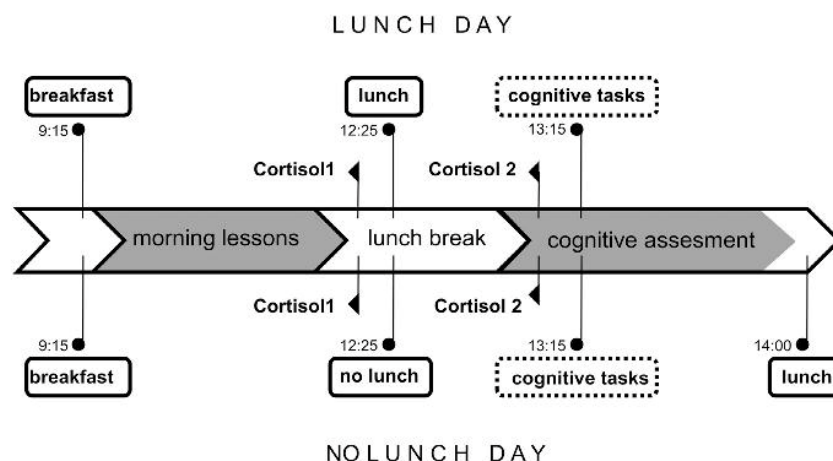 LUNCH DAY
breakfast lunch cognitive tasks
9:15 12:25 13:15
Cortisol1 Cortisol 2
morning lessons lunch break cognitive assesment
Cortisol1 Cortisol 2
9:15 12:25 13:15 14:00
breakfast no lunch cognitive tasks lunch
NO LUNCH DAY